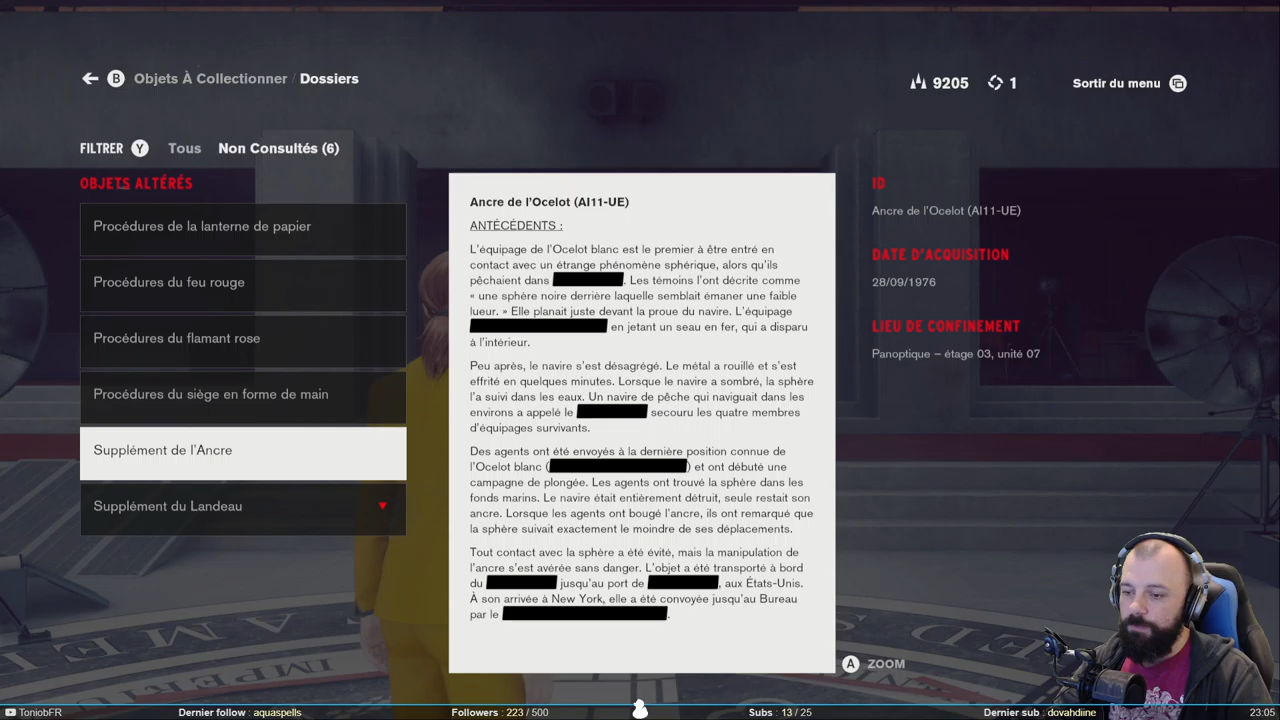 B Objets À Collectionner / Dossiers
9205
1
Sortir du menu
FILTRER Y Tous Non Consultés (6)
OBJETS ALTÉRÉS
Procédures de la lanterne de papier
Procédures du feu rouge
Procédures du flamant rose
Procédures du siège en forme de main
Supplément de l'Ancre
Supplément du Landeau
Ancre de l'Ocelot (AI11-UE)
ANTÉCÉDENTS :
L'équipage de l'Ocelot blanc est le premier à être entré en
contact avec un étrange phénomène sphérique, alors qu'ils
pêchaient dans . Les témoins l'ont décrite comme
« une sphère noire derrière laquelle semblait émaner une faible
lueur. » Elle planait juste devant la proue du navire. L'équipage
en jetant un seau en fer, qui a disparu
à l'intérieur.
Peu après, le navire s'est désagrégé. Le métal a rouillé et s'est
effrité en quelques minutes. Lorsque le navire a sombré, la sphère
l'a suivi dans les eaux. Un navire de pêche qui naviguait dans les
environs a appelé le secouru les quatre membres
d'équipages survivants.
Des agents ont été envoyés à la dernière position connue de
l'Ocelot blanc ( ) et ont débuté une
campagne de plongée. Les agents ont trouvé la sphère dans les
fonds marins. Le navire était entièrement détruit, seule restait son
ancre. Lorsque les agents ont bougé l'ancre, ils ont remarqué que
la sphère suivait exactement le moindre de ses déplacements.
Tout contact avec la sphère a été évité, mais la manipulation de
l'ancre s'est avérée sans danger. L'objet a été transporté à bord
du jusqu'au port de , aux États-Unis.
À son arrivée à New York, elle a été convoyée jusqu'au Bureau
par le .
A ZOOM
ID
Ancre de l'Ocelot (AI11-UE)
DATE D'ACQUISITION
28/09/1976
LIEU DE CONFINEMENT
Panoptique – étage 03, unité 07
ToniobFR
Dernier follow : aquaspells
Followers : 223 / 500
Subs : 13 / 25
Dernier sub : dovahdiine
23:05